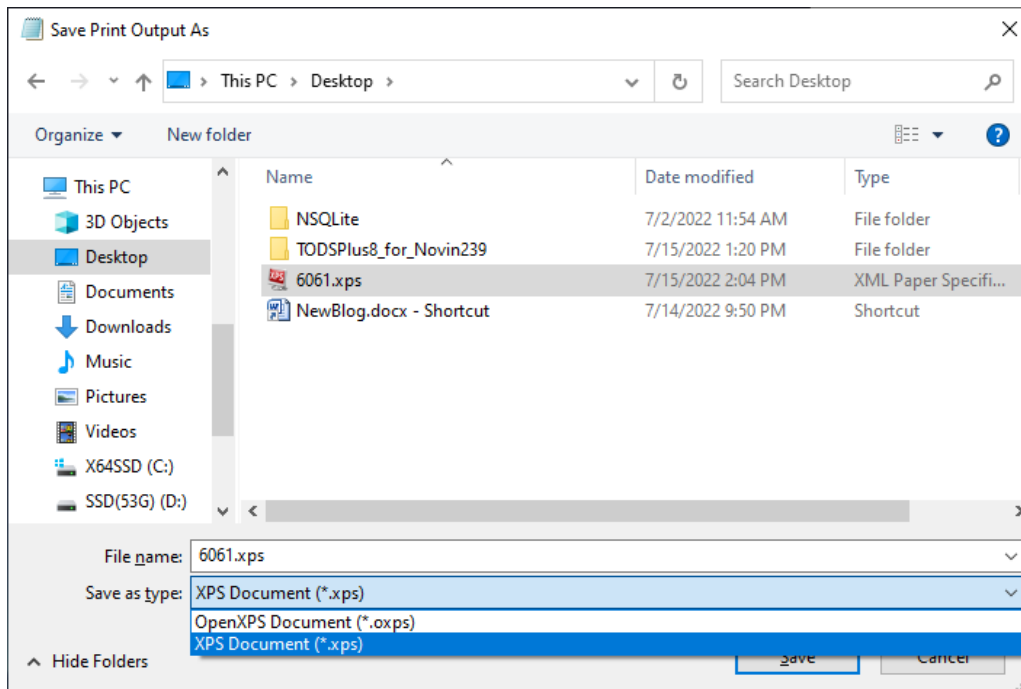 Save Print Output As
This PC > Desktop >
Search Desktop
Organize
New folder
?
Name
Date modified
Type
This PC
3D Objects
Desktop
Documents
Downloads
Music
Pictures
Videos
X64SSD (C:)
SSD(53G) (D:)
NSQLite 7/2/2022 11:54 AM File folder
TODSPlus8_for_Novin239 7/15/2022 1:20 PM File folder
6061.xps 7/15/2022 2:04 PM XML Paper Specifi...
NewBlog.docx - Shortcut 7/14/2022 9:50 PM Shortcut
File name: 6061.xps
Save as type: XPS Document (*.xps)
OpenXPS Document (*.oxps)
XPS Document (*.xps)
Hide Folders
Save
Cancel